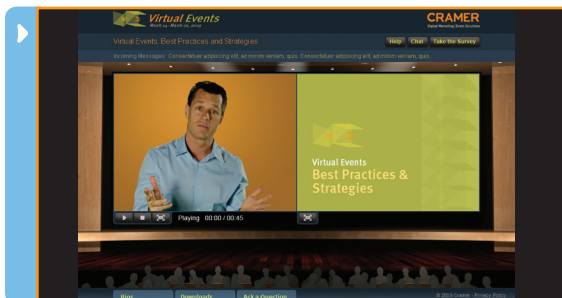 Virtual Events
CRAMER
Digital Marketing. Event Solutions
Virtual Events: Best Practices and Strategies
Help
Chat
Take the Survey
Incoming Messages: Consectetuer adipiscing elit, ad minim veniam, quis. Consectetuer adipiscing elit, ad minim veniam, quis.
Virtual Events
Best Practices &
Strategies
Playing 00:00 / 00:45
Bios
Downloads
Ask a Question
© 2009 Cramer - Privacy Policy